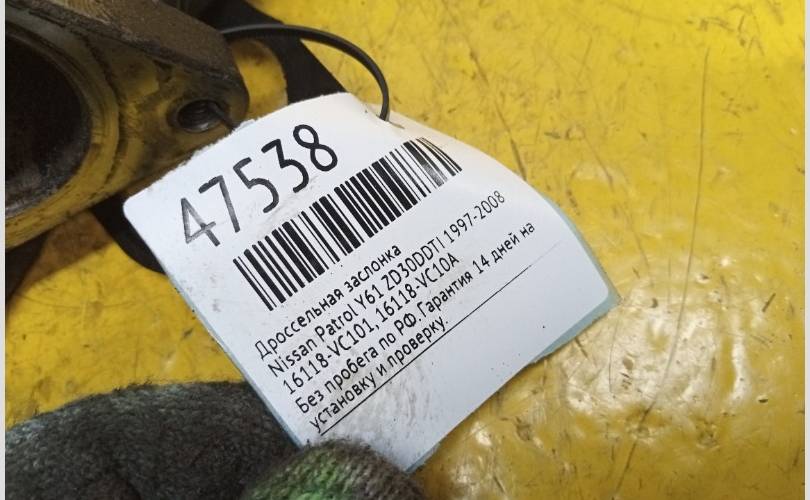 47538
Дроссельная заслонка
Nissan Patrol Y61 ZD30DDTI 1997-2008
16118-VC101, 16118-VC10A
Без пробега по РФ. Гарантия 14 дней на
установку и проверку.